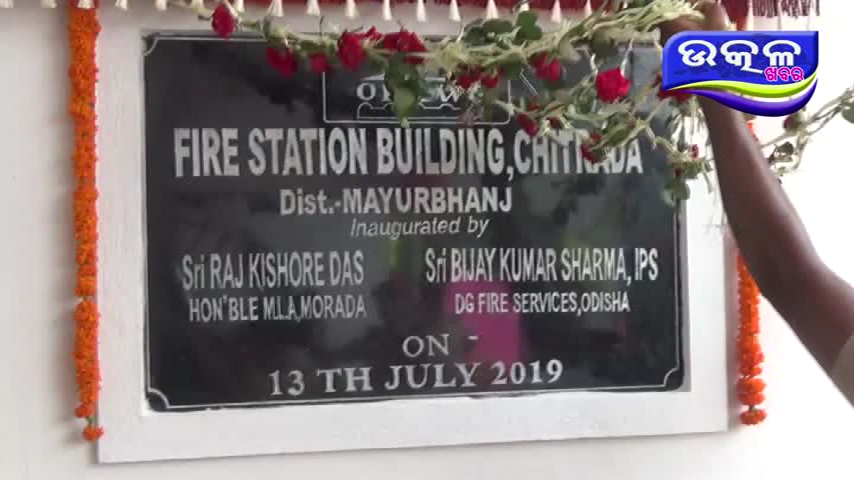 ଉତ୍କଳ
ଖବର
FIRE STATION BUILDING,CHITRADA
Dist.-MAYURBHANJ
Inaugurated by
Sri RAJ KISHORE DAS
HON'BLE M.L.A,MORADA
Sri BIJAY KUMAR SHARMA, IPS
DG FIRE SERVICES,ODISHA
ON -
13 TH JULY 2019